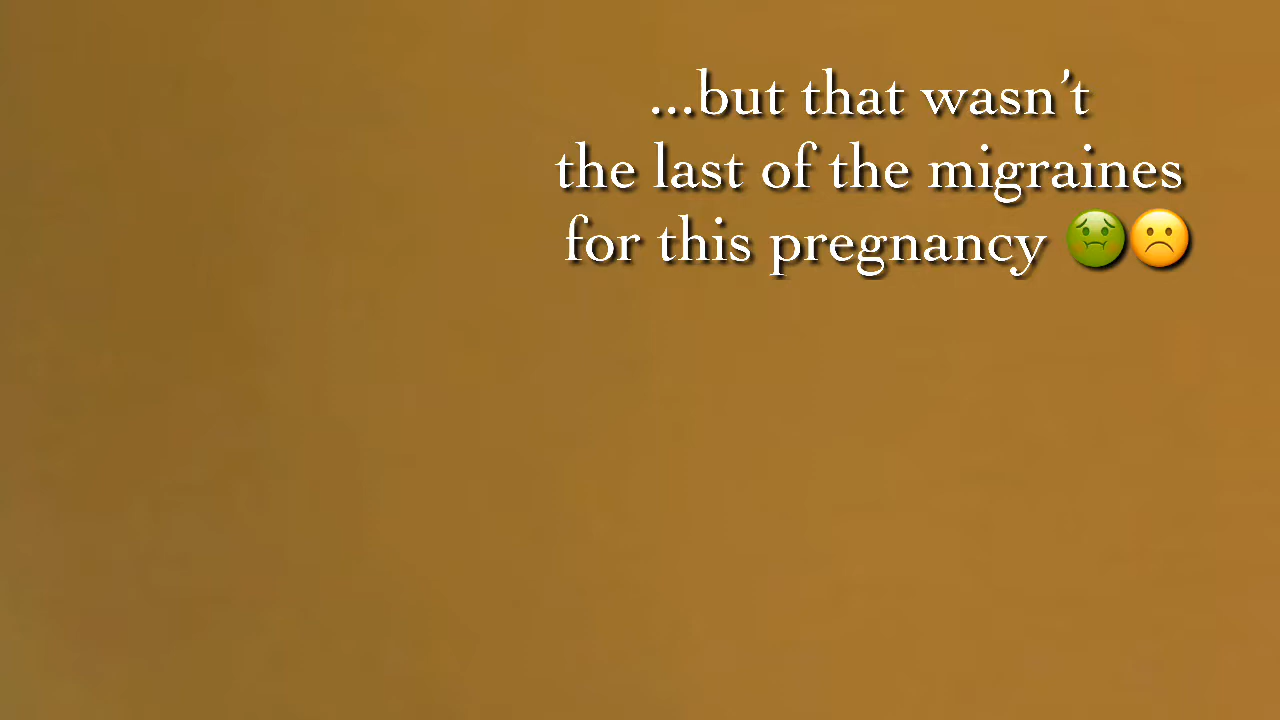 ...but that wasn't
the last of the migraines
for this pregnancy 🤢☹️